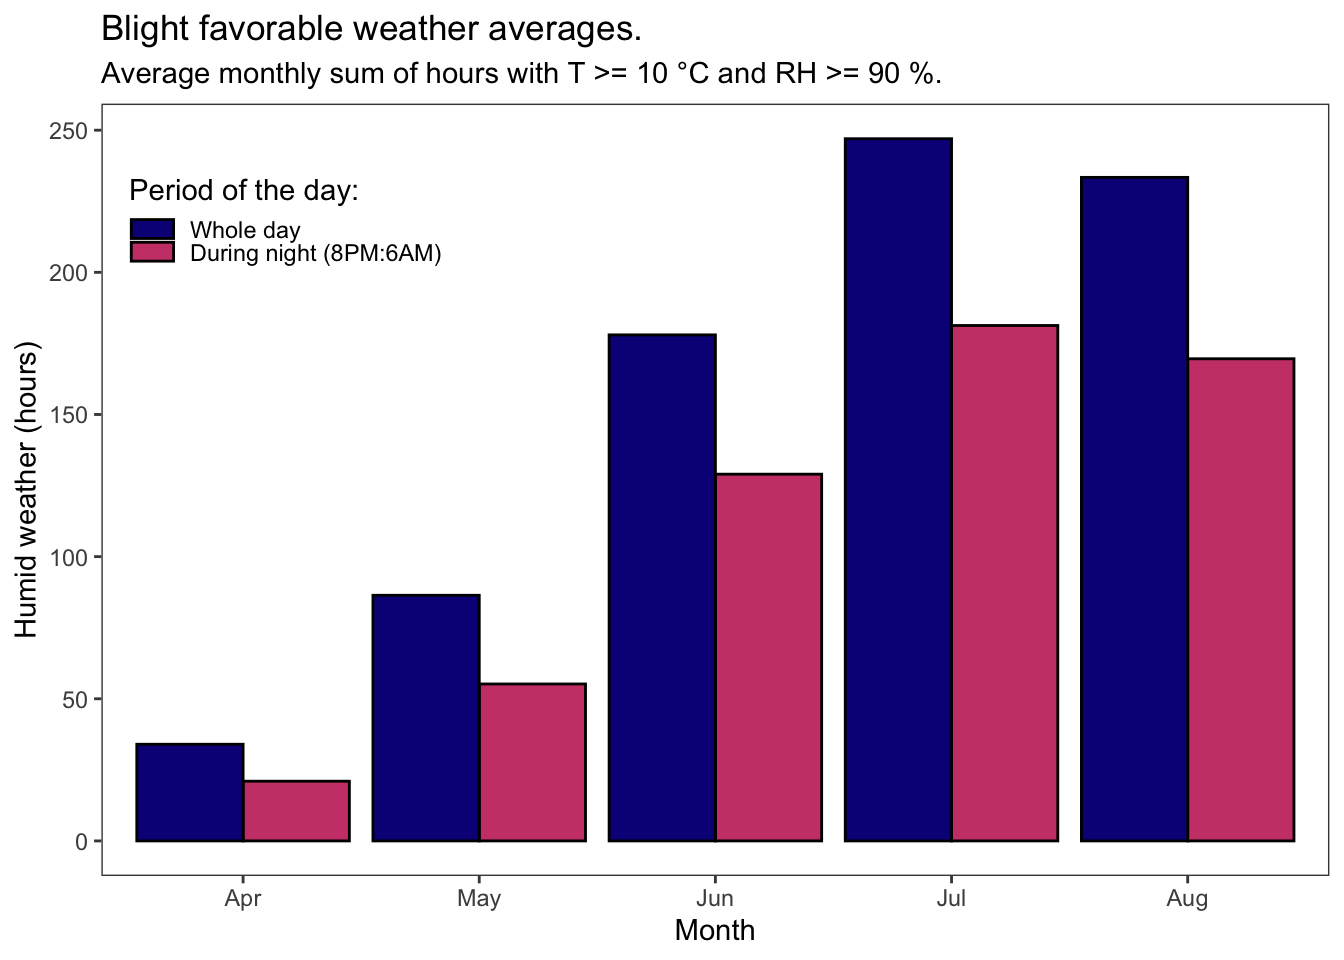 Blight favorable weather averages.
Average monthly sum of hours with T >= 10 °C and RH >= 90 %.
250
200
150
100
50
0
Humid weather (hours)
Period of the day:
Whole day
During night (8PM:6AM)
Apr
May
Jun
Jul
Aug
Month